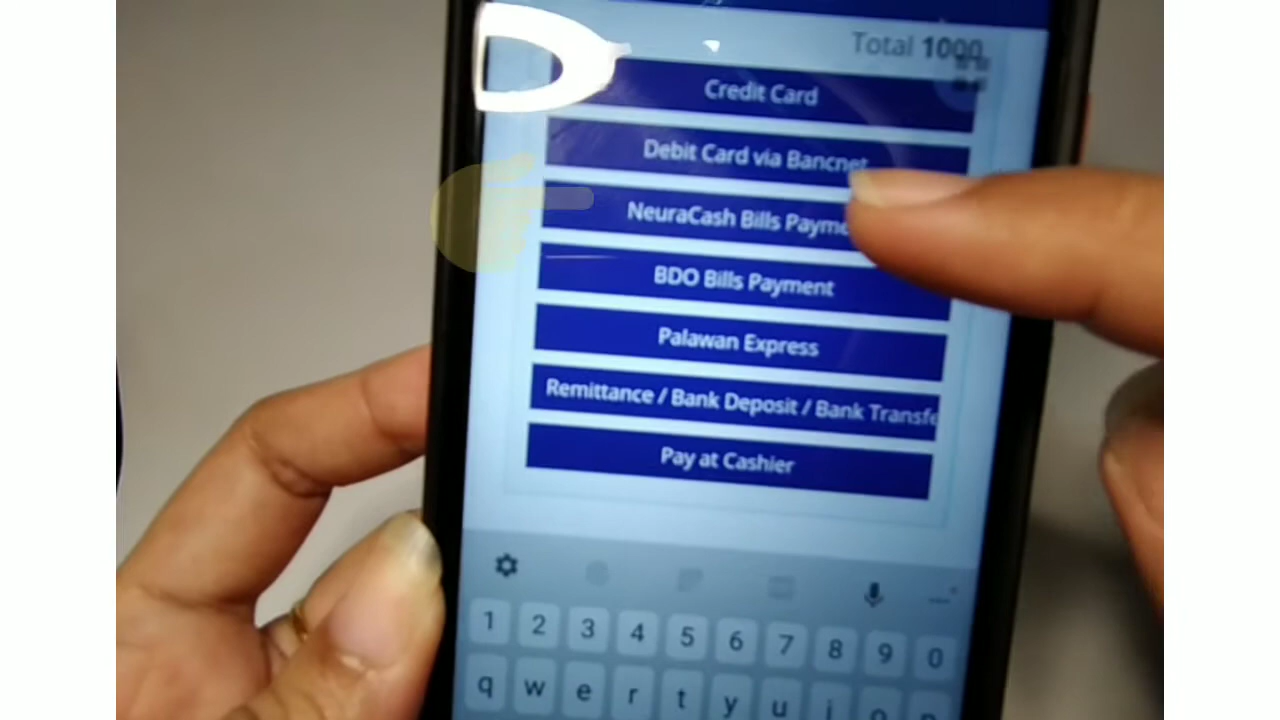 Total 1000
Credit Card
Debit Card via Bancnet
NeuraCash Bills Payme
BDO Bills Payment
Palawan Express
Remittance / Bank Deposit / Bank Transfe
Pay at Cashier
1 2 3 4 5 6 7 8 9 0
q w e r t y u i o p